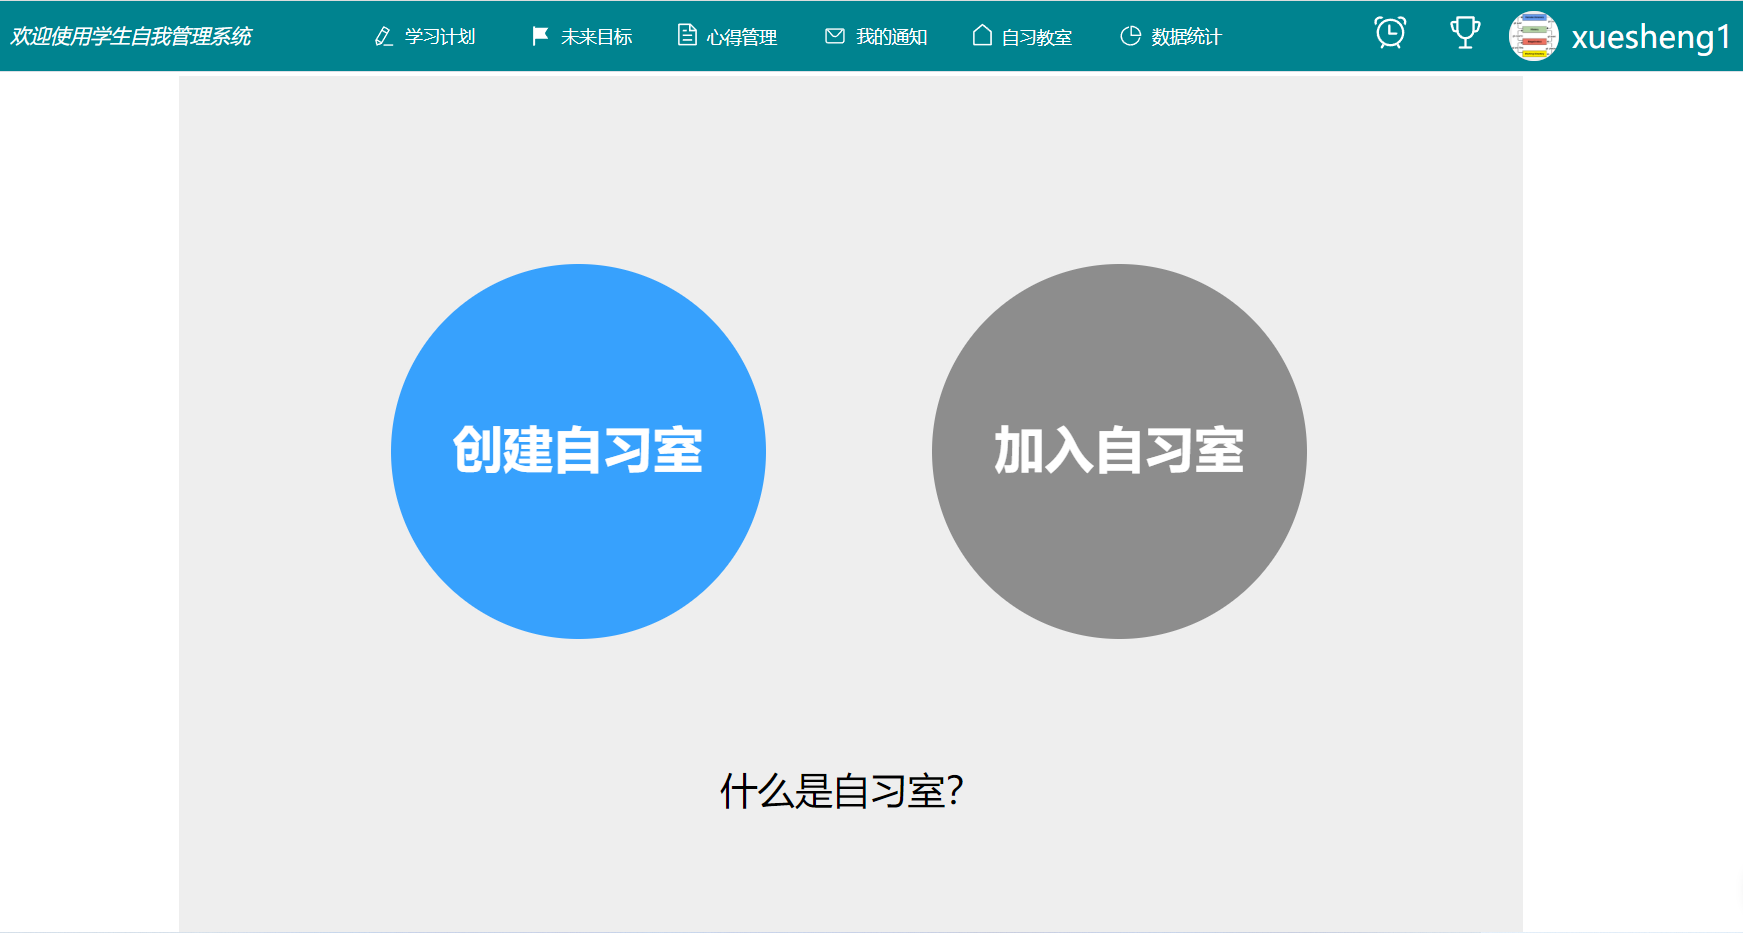 欢迎使用学生自我管理系统
学习计划
未来目标
心得管理
我的通知
自习教室
数据统计
xuesheng1
创建自习室
加入自习室
什么是自习室?